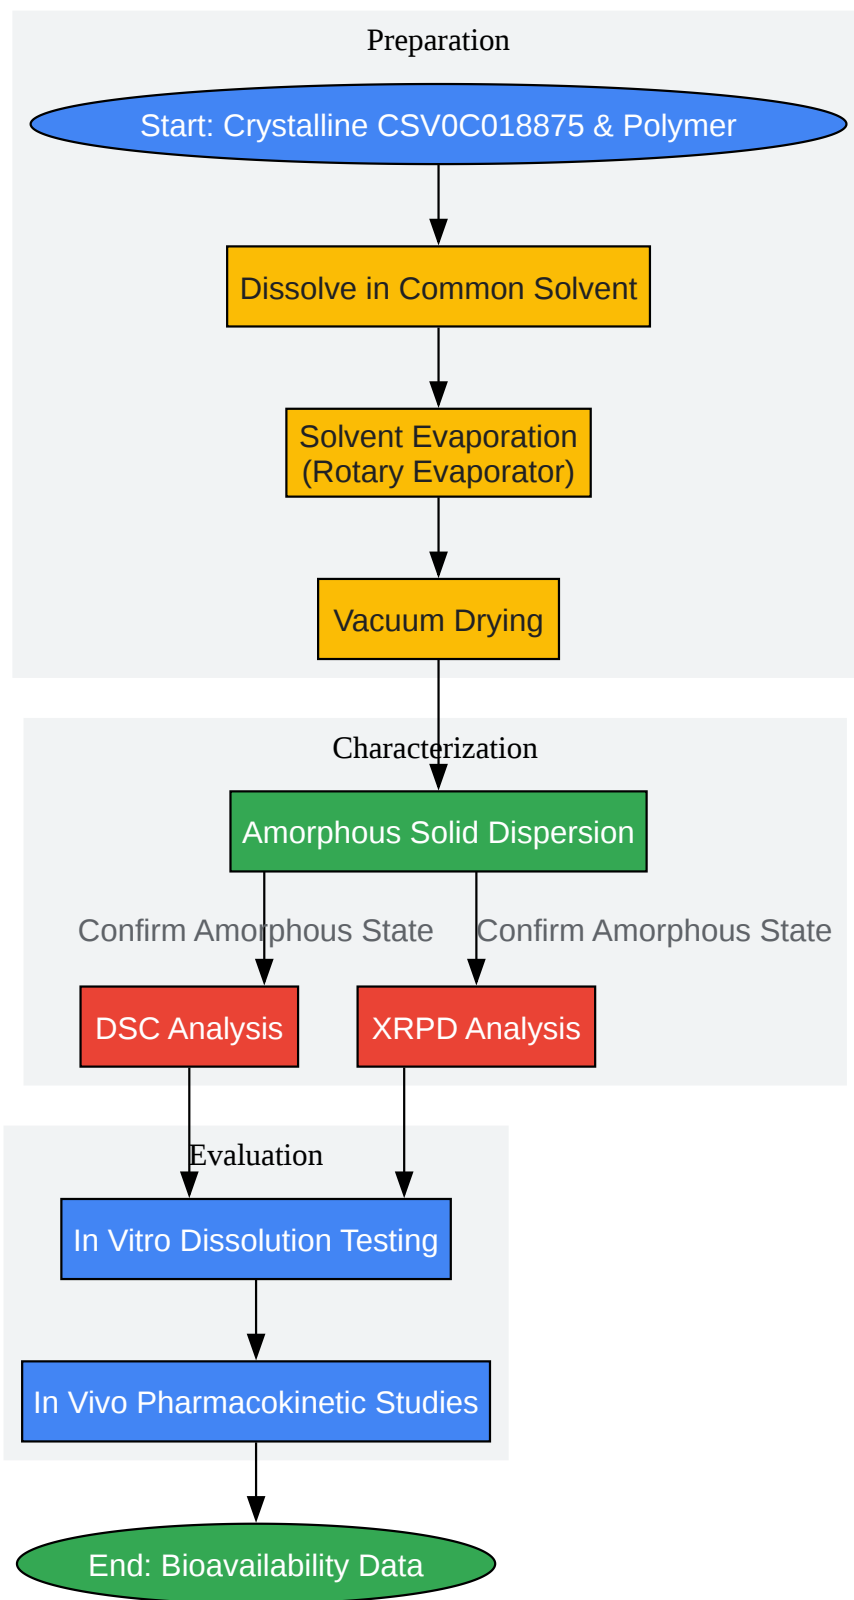 Preparation
Start: Crystalline CSV0C018875 & Polymer
Dissolve in Common Solvent
Solvent Evaporation
(Rotary Evaporator)
Vacuum Drying
Characterization
Amorphous Solid Dispersion
Confirm Amorphous State
Confirm Amorphous State
DSC Analysis
XRPD Analysis
Evaluation
In Vitro Dissolution Testing
In Vivo Pharmacokinetic Studies
End: Bioavailability Data